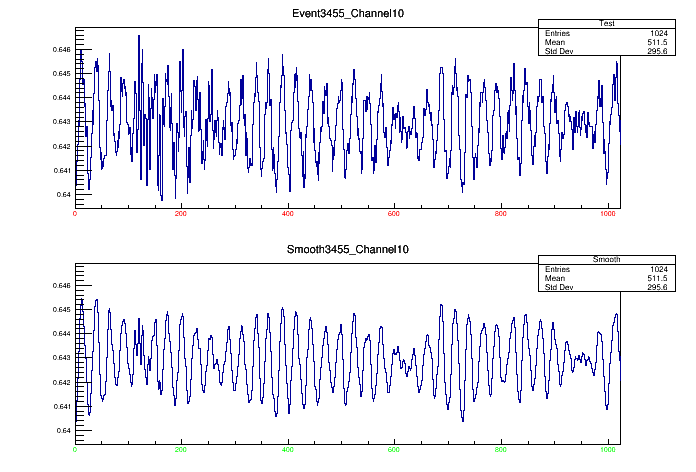 Event3455_Channel10
Test
Entries 1024
Mean 511.5
Std Dev 295.6
0.646
0.645
0.644
0.643
0.642
0.641
0.64
0 200 400 600 800 1000
Smooth3455_Channel10
Smooth
Entries 1024
Mean 511.5
Std Dev 295.6
0.646
0.645
0.644
0.643
0.642
0.641
0.64
0 200 400 600 800 1000